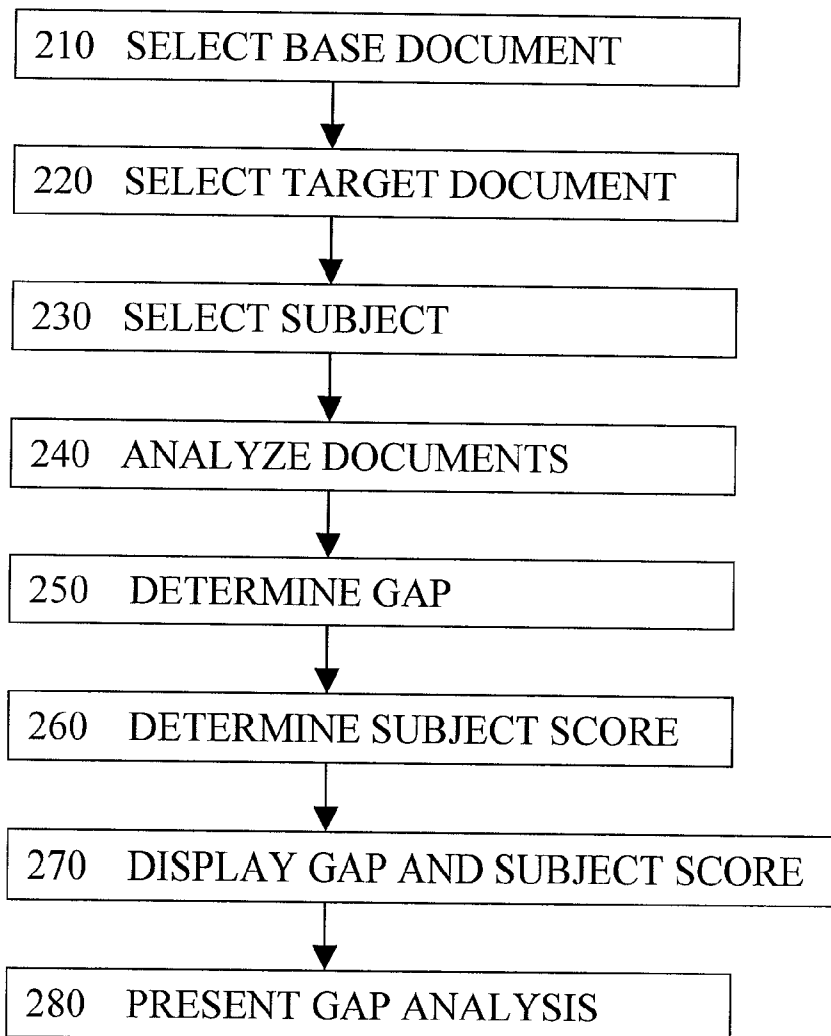 210 SELECT BASE DOCUMENT
220 SELECT TARGET DOCUMENT
230 SELECT SUBJECT
240 ANALYZE DOCUMENTS
250 DETERMINE GAP
260 DETERMINE SUBJECT SCORE
270 DISPLAY GAP AND SUBJECT SCORE
280 PRESENT GAP ANALYSIS